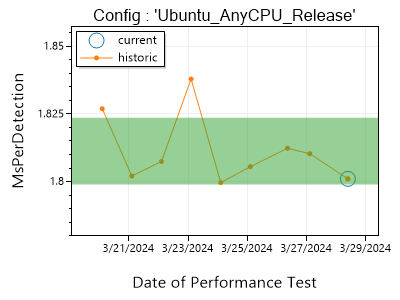 Config : 'Ubuntu_AnyCPU_Release'
current
historic
1.85
1.825
1.8
MsPerDetection
3/21/2024
3/23/2024
3/25/2024
3/27/2024
3/29/2024
Date of Performance Test